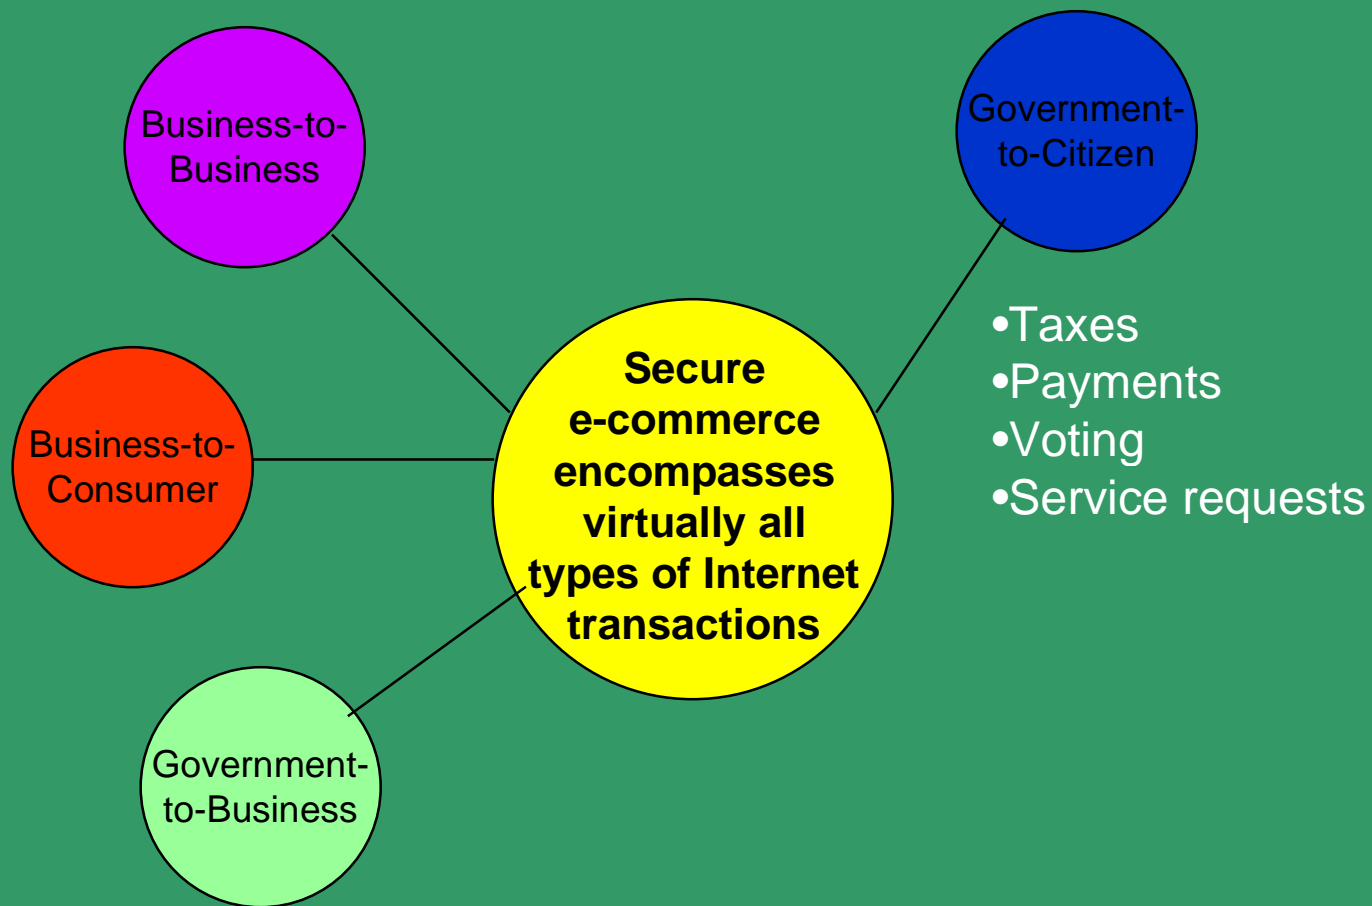 Business-to-
Business
Government-
to-Citizen
Business-to-
Consumer
Secure
e-commerce
encompasses
virtually all
types of Internet
transactions
•Taxes
•Payments
•Voting
•Service requests
Government-
to-Business